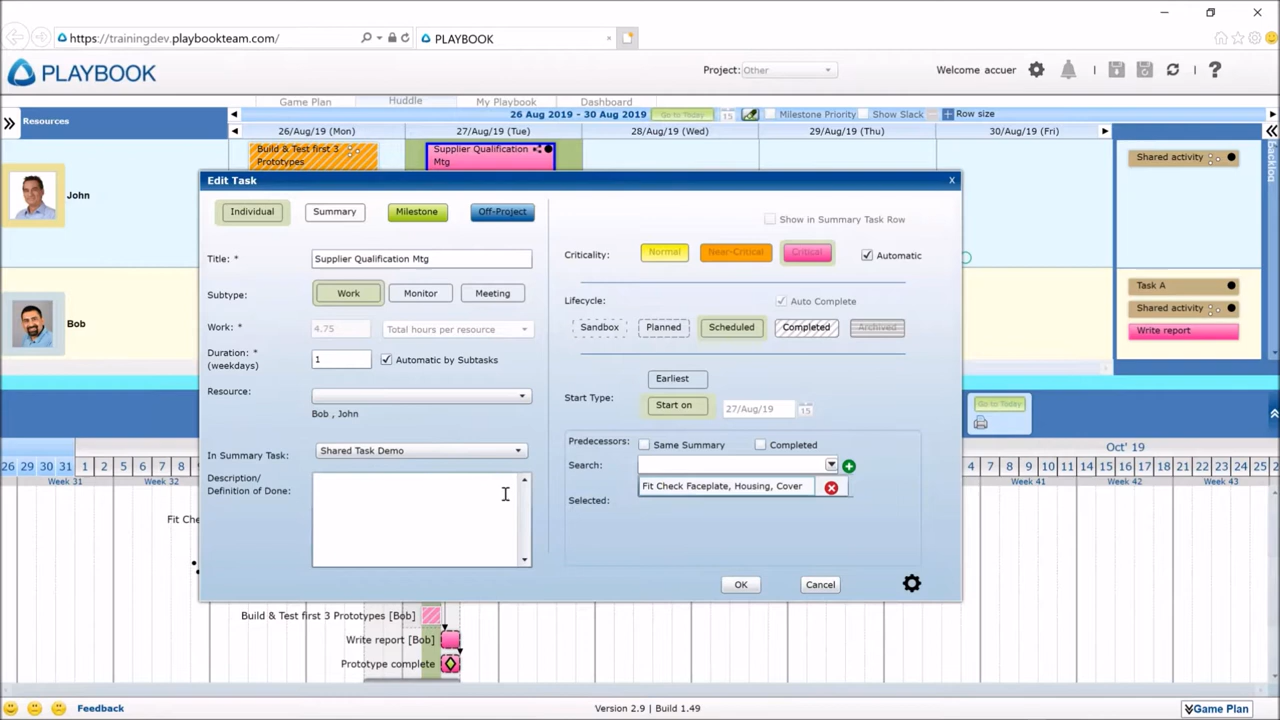 https://trainingdev.playbookteam.com/
PLAYBOOK
PLAYBOOK
Project: Other
Welcome accuer
Game Plan
Huddle
My Playbook
Dashboard
Resources
26 Aug 2019 - 30 Aug 2019
Go to Today
15
Milestone Priority
Show Slack
Row size
26/Aug/19 (Mon)
27/Aug/19 (Tue)
28/Aug/19 (Wed)
29/Aug/19 (Thu)
30/Aug/19 (Fri)
backlog
John
Build & Test first 3
Prototypes
Supplier Qualification
Mtg
Shared activity
Bob
Task A
Shared activity
Write report
Edit Task
X
Individual
Summary
Milestone
Off-Project
Title: *
Supplier Qualification Mtg
Subtype:
Work
Monitor
Meeting
Work: *
4.75
Total hours per resource
Duration: *
(weekdays)
1
Automatic by Subtasks
Resource:
Bob , John
In Summary Task:
Shared Task Demo
Description/
Definition of Done:
Show in Summary Task Row
Criticality:
Normal
Near-Critical
Critical
Automatic
Lifecycle:
Auto Complete
Sandbox
Planned
Scheduled
Completed
Archived
Start Type:
Earliest
Start on
27/Aug/19
15
Predecessors:
Same Summary
Completed
Search:
Fit Check Faceplate, Housing, Cover
Selected:
OK
Cancel
Go to Today
Oct' 19
26 29 30 31 1 2 5 6 7 8 9
4 7 8 9 10 11 14 15 16 17 18 21 22 23 24 25
Week 31
Week 32
Week 41
Week 42
Week 43
Fit Che
Build & Test first 3 Prototypes [Bob]
Write report [Bob]
Prototype complete
Feedback
Version 2.9 | Build 1.49
Game Plan